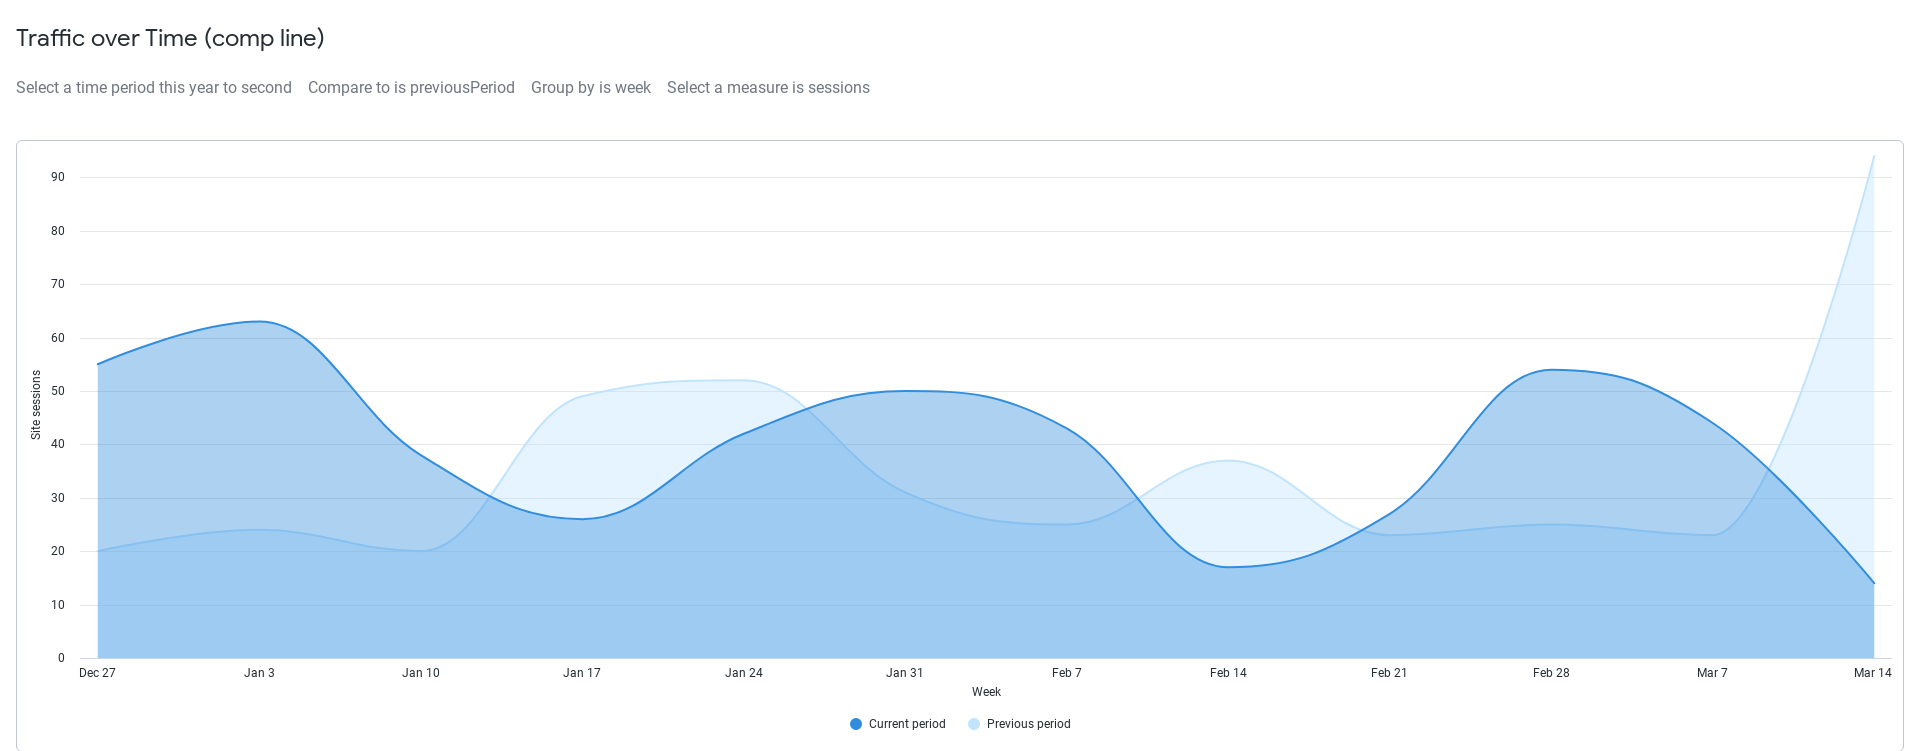 Traffic over Time (comp line)
Select a time period this year to second Compare to is previousPeriod Group by is week Select a measure is sessions
90
80
70
60
50
40
30
20
10
0
Site sessions
Dec 27 Jan 3 Jan 10 Jan 17 Jan 24 Jan 31 Feb 7 Feb 14 Feb 21 Feb 28 Mar 7 Mar 14
Week
Current period Previous period